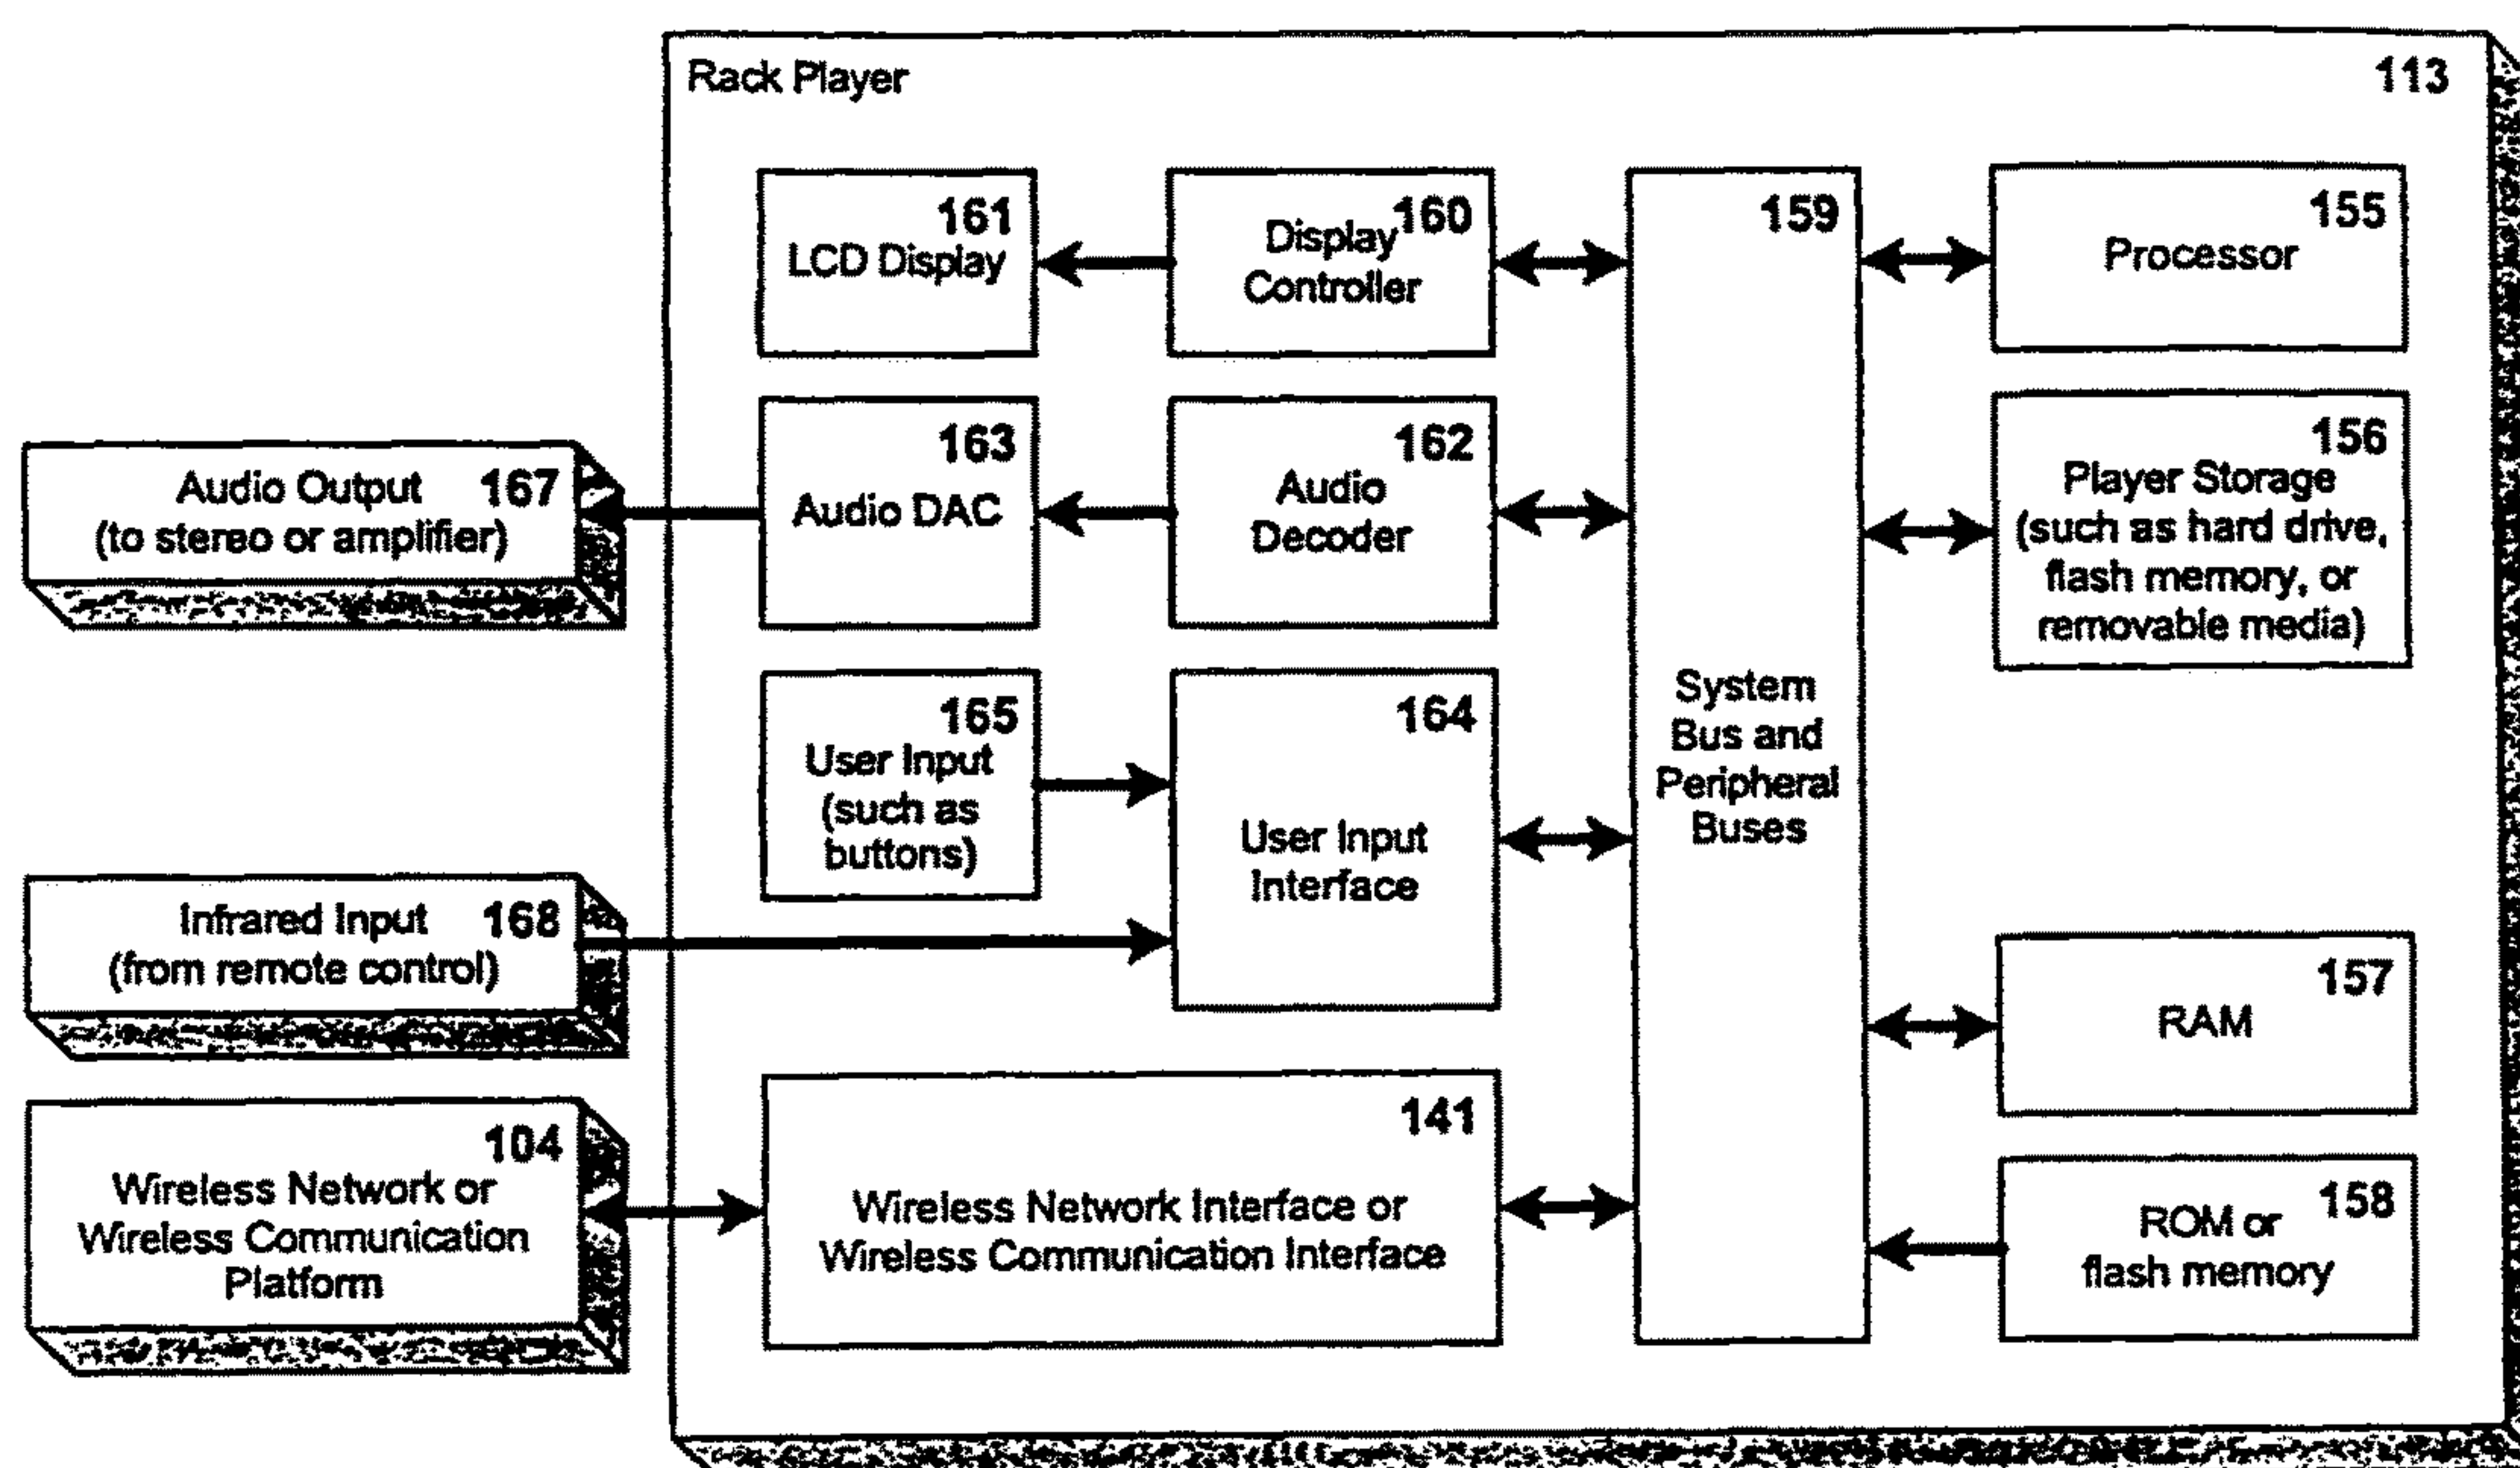 Rack Player
113
161
LCD Display
160
Display
Controller
159
System
Bus and
Peripheral
Buses
155
Processor
167
Audio Output
(to stereo or amplifier)
163
Audio DAC
162
Audio
Decoder
156
Player Storage
(such as hard drive,
flash memory, or
removable media)
165
User Input
(such as
buttons)
164
User Input
Interface
168
Infrared Input
(from remote control)
157
RAM
104
Wireless Network or
Wireless Communication
Platform
141
Wireless Network Interface or
Wireless Communication Interface
158
ROM or
flash memory